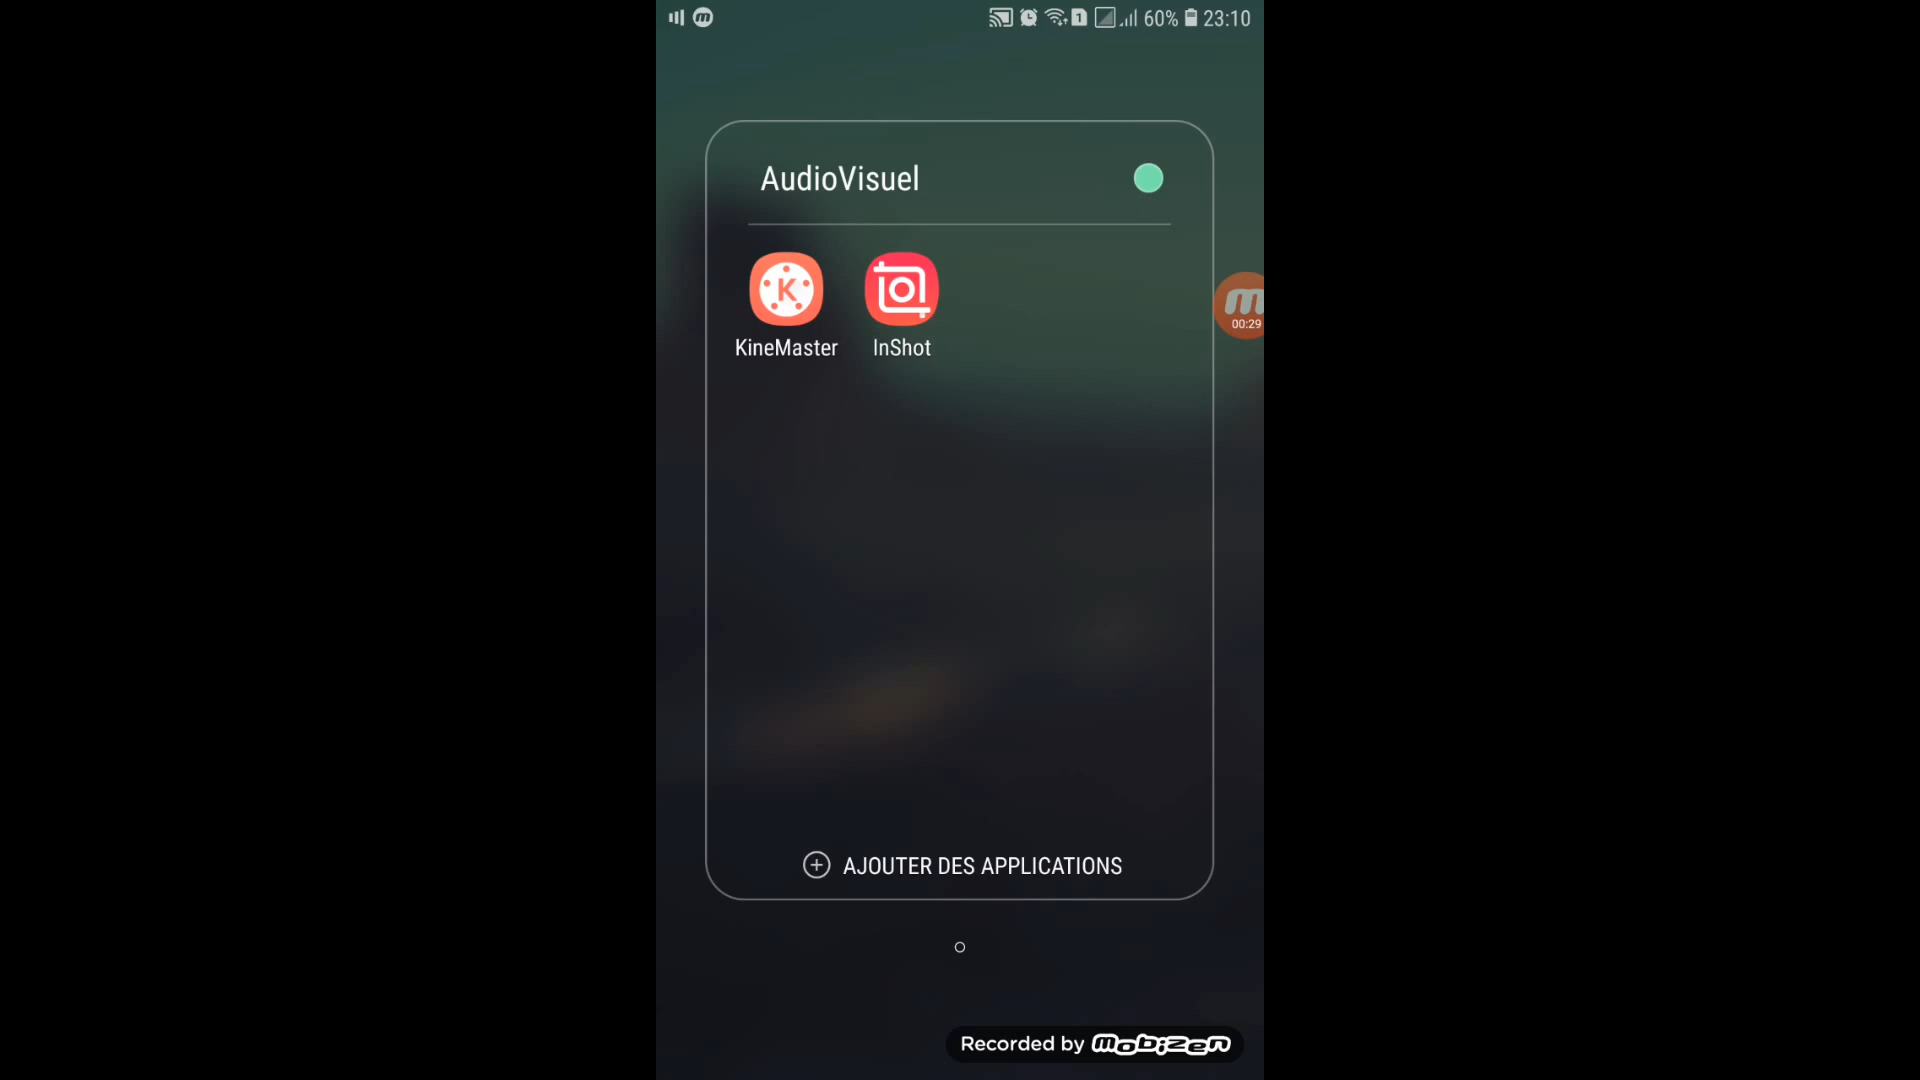 60% 23:10
AudioVisuel
K
KineMaster
InShot
00:29
AJOUTER DES APPLICATIONS
Recorded by mobizen